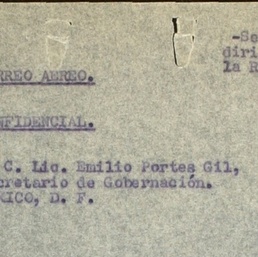 -Se
diri
la R
RREO AEREO.
NFIDENCIAL.
C. Lic. Emilio Portes Gil,
cretario de Gobernación.
XICO, D. F.